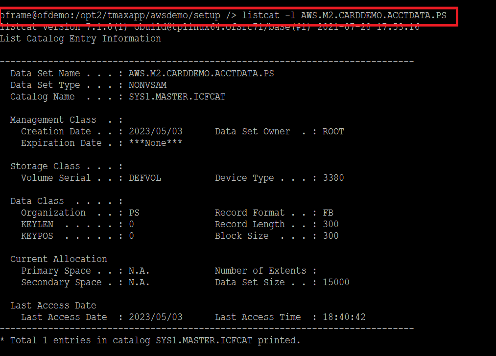 oframe@ofdemo:/opt2/tmaxapp/awsdemo/setup /> listcat -l AWS.M2.CARDDEMO.ACCTDATA.PS
listcat version 7.1.0(1) obuild@tplinux64:ofsrc71/base(#1) 2021-07-26 17:59:16
List Catalog Entry Information
-----------------------------------------------------------------------
Data Set Name . . . : AWS.M2.CARDDEMO.ACCTDATA.PS
Data Set Type . . . : NONVSAM
Catalog Name . . . . : SYS1.MASTER.ICFCAT
Management Class . :
Creation Date . . : 2023/05/03 Data Set Owner . : ROOT
Expiration Date . : ***None***
Storage Class . . . :
Volume Serial . . : DEFVOL Device Type . . . : 3380
Data Class . . . . :
Organization . . : PS Record Format . . : FB
KEYLEN . . . . . : 0 Record Length . . : 300
KEYPOS . . . . . : 0 Block Size . . . : 300
Current Allocation
Primary Space . . : N.A. Number of Extents :
Secondary Space . : N.A. Data Set Size . . : 15000
Last Access Date
Last Access Date : 2023/05/03 Last Access Time : 18:40:42
-----------------------------------------------------------------------
* Total 1 entries in catalog SYS1.MASTER.ICFCAT printed.